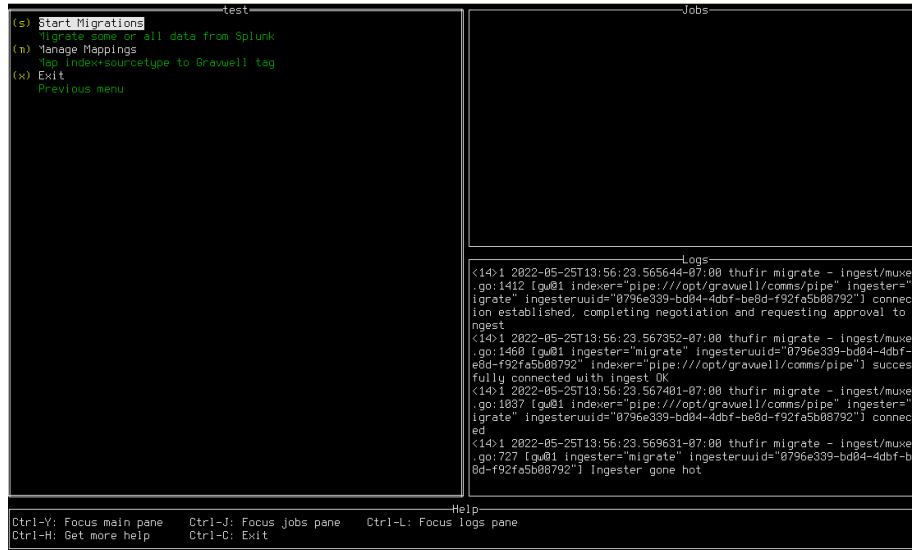 test
(s) Start Migrations
Migrate some or all data from Splunk
(m) Manage Mappings
Map index+sourcetype to Gravwell tag
(x) Exit
Previous menu
Jobs
Logs
<14>1 2022-05-25T13:56:23.565644-07:00 thufir migrate - ingest/muxe
.go:1412 [gw@1 indexer="pipe:///opt/gravwell/comms/pipe" ingester="
igrate" ingesteruuid="0796e339-bd04-4dbf-be8d-f92fa5b08792"] connec
ion established, completing negotiation and requesting approval to
ngest
<14>1 2022-05-25T13:56:23.567352-07:00 thufir migrate - ingest/muxe
.go:1460 [gw@1 ingester="migrate" ingesteruuid="0796e339-bd04-4dbf-
e8d-f92fa5b08792" indexer="pipe:///opt/gravwell/comms/pipe"] succes
fully connected with ingest OK
<14>1 2022-05-25T13:56:23.567401-07:00 thufir migrate - ingest/muxe
.go:1037 [gw@1 indexer="pipe:///opt/gravwell/comms/pipe" ingester="
igrate" ingesteruuid="0796e339-bd04-4dbf-be8d-f92fa5b08792"] connec
ed
<14>1 2022-05-25T13:56:23.569631-07:00 thufir migrate - ingest/muxe
.go:727 [gw@1 ingester="migrate" ingesteruuid="0796e339-bd04-4dbf-b
8d-f92fa5b08792"] Ingester gone hot
Help
Ctrl-Y: Focus main pane Ctrl-J: Focus jobs pane Ctrl-L: Focus logs pane
Ctrl-H: Get more help Ctrl-C: Exit